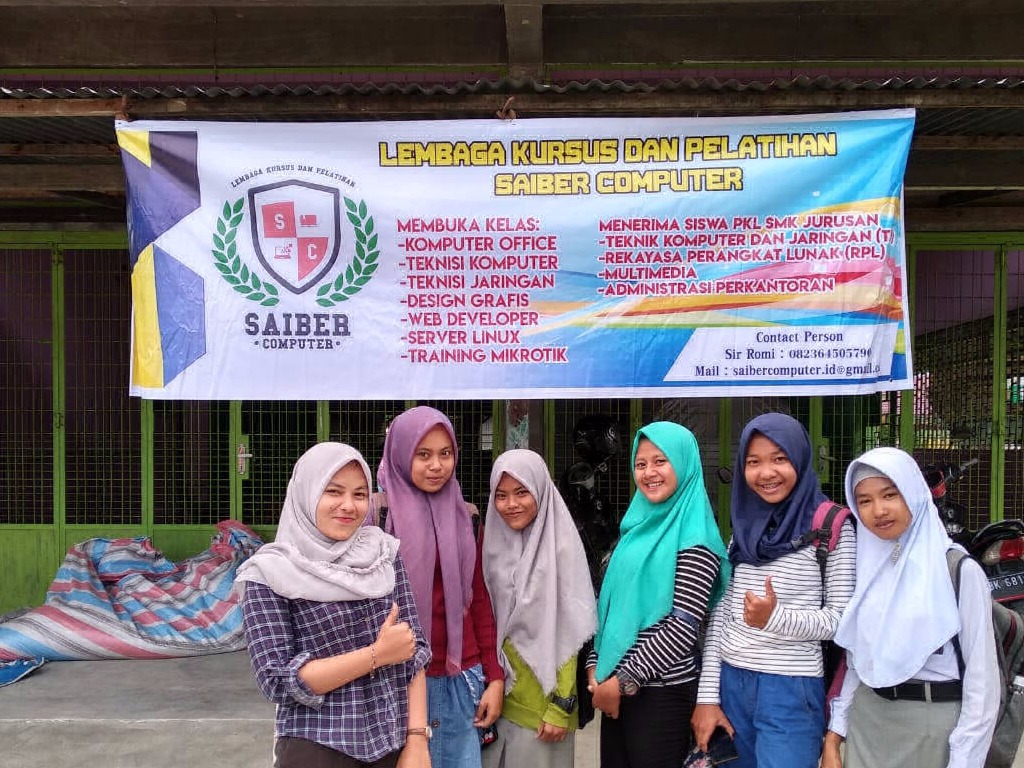 LEMBAGA KURSUS DAN PELATIHAN
SAIBER COMPUTER
LEMBAGA KURSUS DAN PELATIHAN
S
C
SAIBER
• COMPUTER •
MEMBUKA KELAS:
-KOMPUTER OFFICE
-TEKNISI KOMPUTER
-TEKNISI JARINGAN
-DESIGN GRAFIS
-WEB DEVELOPER
-SERVER LINUX
-TRAINING MIKROTIK
MENERIMA SISWA PKL SMK JURUSAN
-TEKNIK KOMPUTER DAN JARINGAN (T
-REKAYASA PERANGKAT LUNAK (RPL)
-MULTIMEDIA
-ADMINISTRASI PERKANTORAN
Contact Person
Sir Romi : 08236450579
Mail : saibercomputer.id@gmail.c